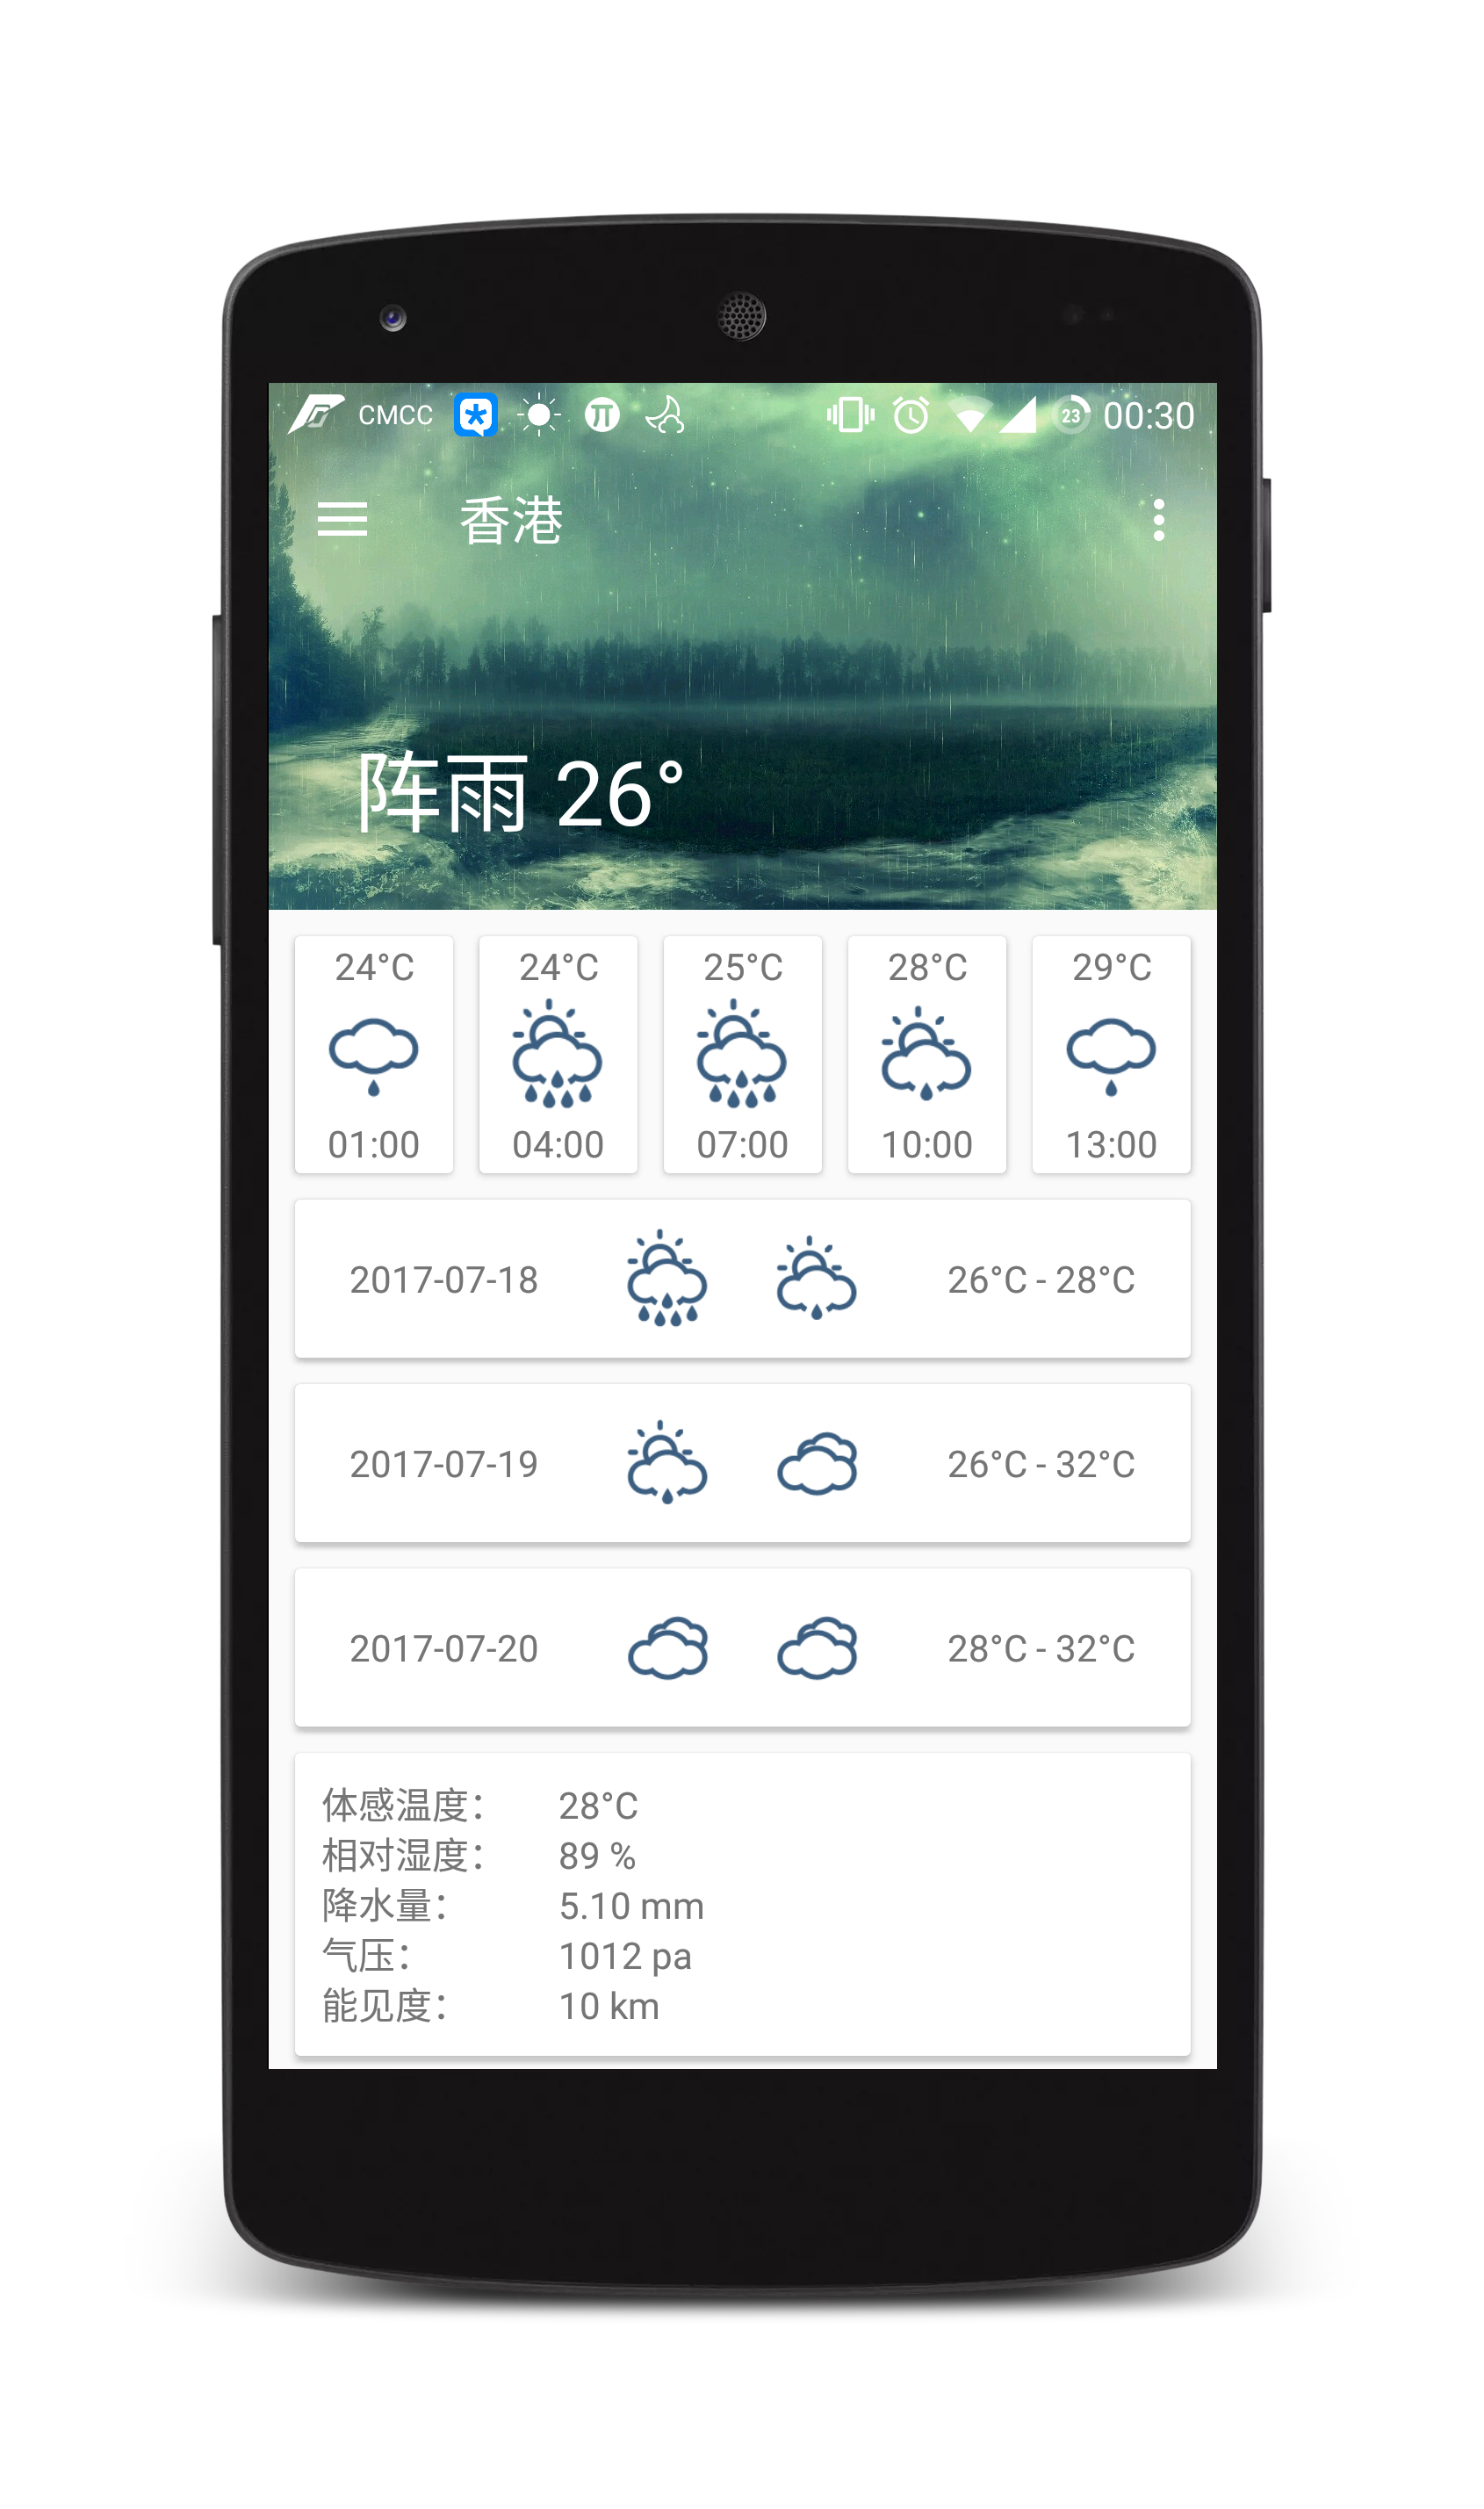 CMCC 23 00:30
香港
阵雨 26°
24°C 24°C 25°C 28°C 29°C
01:00 04:00 07:00 10:00 13:00
2017-07-18 26°C - 28°C
2017-07-19 26°C - 32°C
2017-07-20 28°C - 32°C
体感温度： 28°C
相对湿度： 89 %
降水量： 5.10 mm
气压： 1012 pa
能见度： 10 km